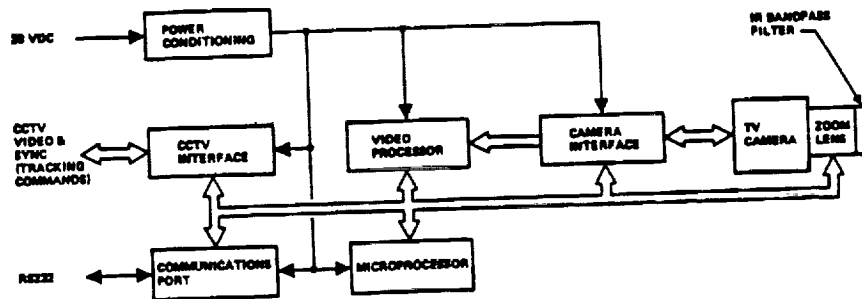 28 VDC
POWER
CONDITIONING
IR BANDPASS
FILTER
CCTV
VIDEO &
SYNC
(TRACKING
COMMANDS)
CCTV
INTERFACE
VIDEO
PROCESSOR
CAMERA
INTERFACE
TV
CAMERA
ZOOM
LENS
RS232
COMMUNICATIONS
PORT
MICROPROCESSOR